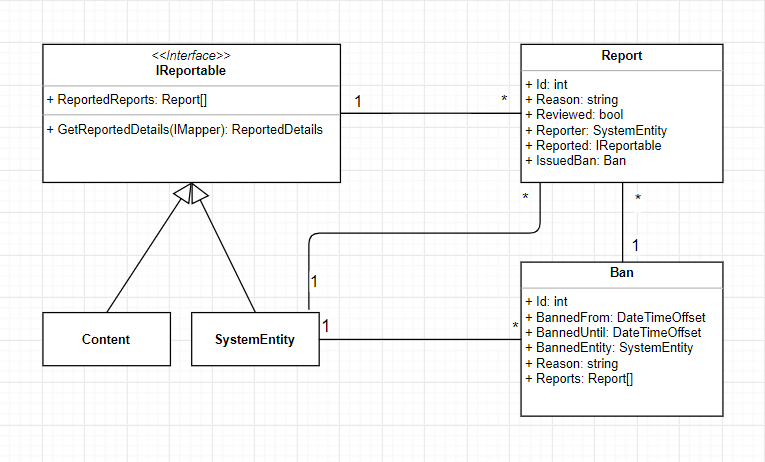 <<Interface>>
IReportable
+ ReportedReports: Report[]
+ GetReportedDetails(IMapper): ReportedDetails
1
*
Report
+ Id: int
+ Reason: string
+ Reviewed: bool
+ Reporter: SystemEntity
+ Reported: IReportable
+ IssuedBan: Ban
*
*
1
1
Content
SystemEntity
1
*
Ban
+ Id: int
+ BannedFrom: DateTimeOffset
+ BannedUntil: DateTimeOffset
+ BannedEntity: SystemEntity
+ Reason: string
+ Reports: Report[]